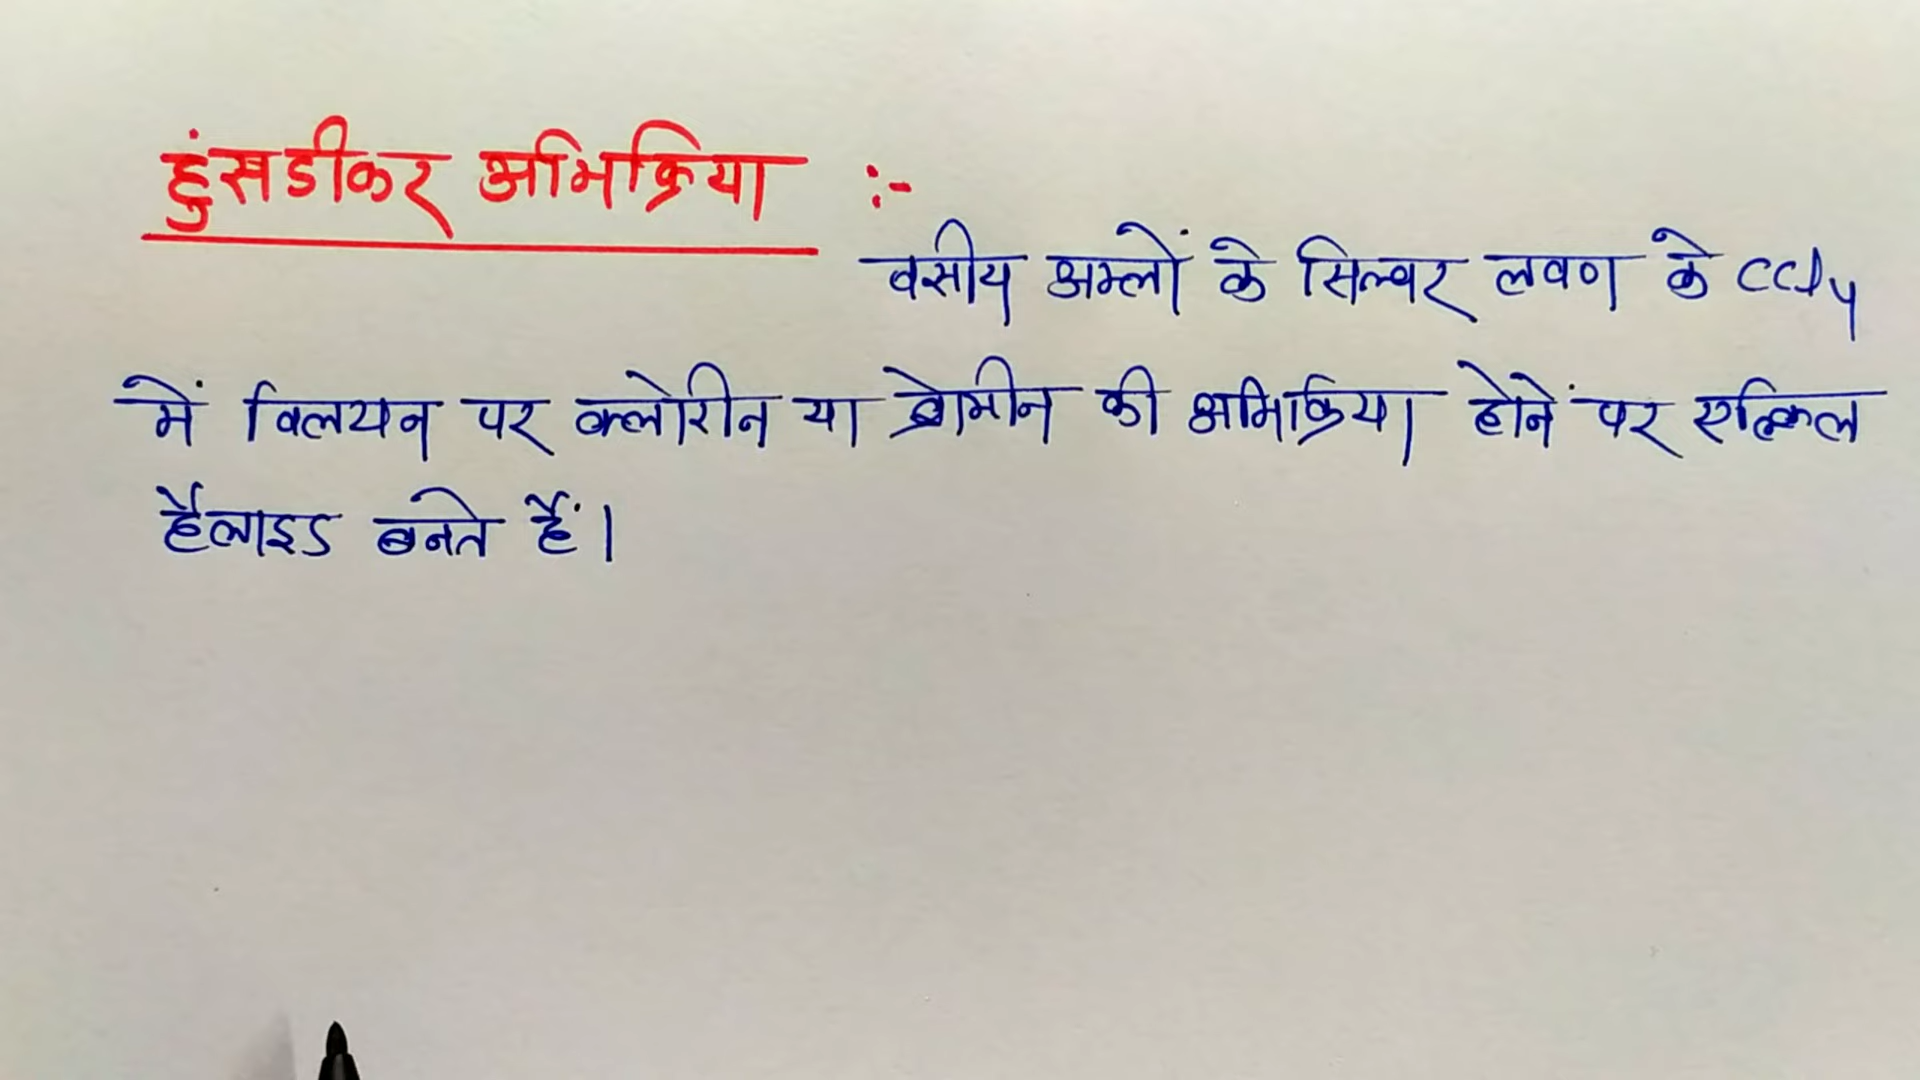 हुंसडीकर अभिक्रिया :-
वसीय अम्लों के सिल्वर लवण के CCl4
में विलयन पर क्लोरीन या ब्रोमीन की अभिक्रिया होनें पर एल्किल
हैलाइड बनते हैं।